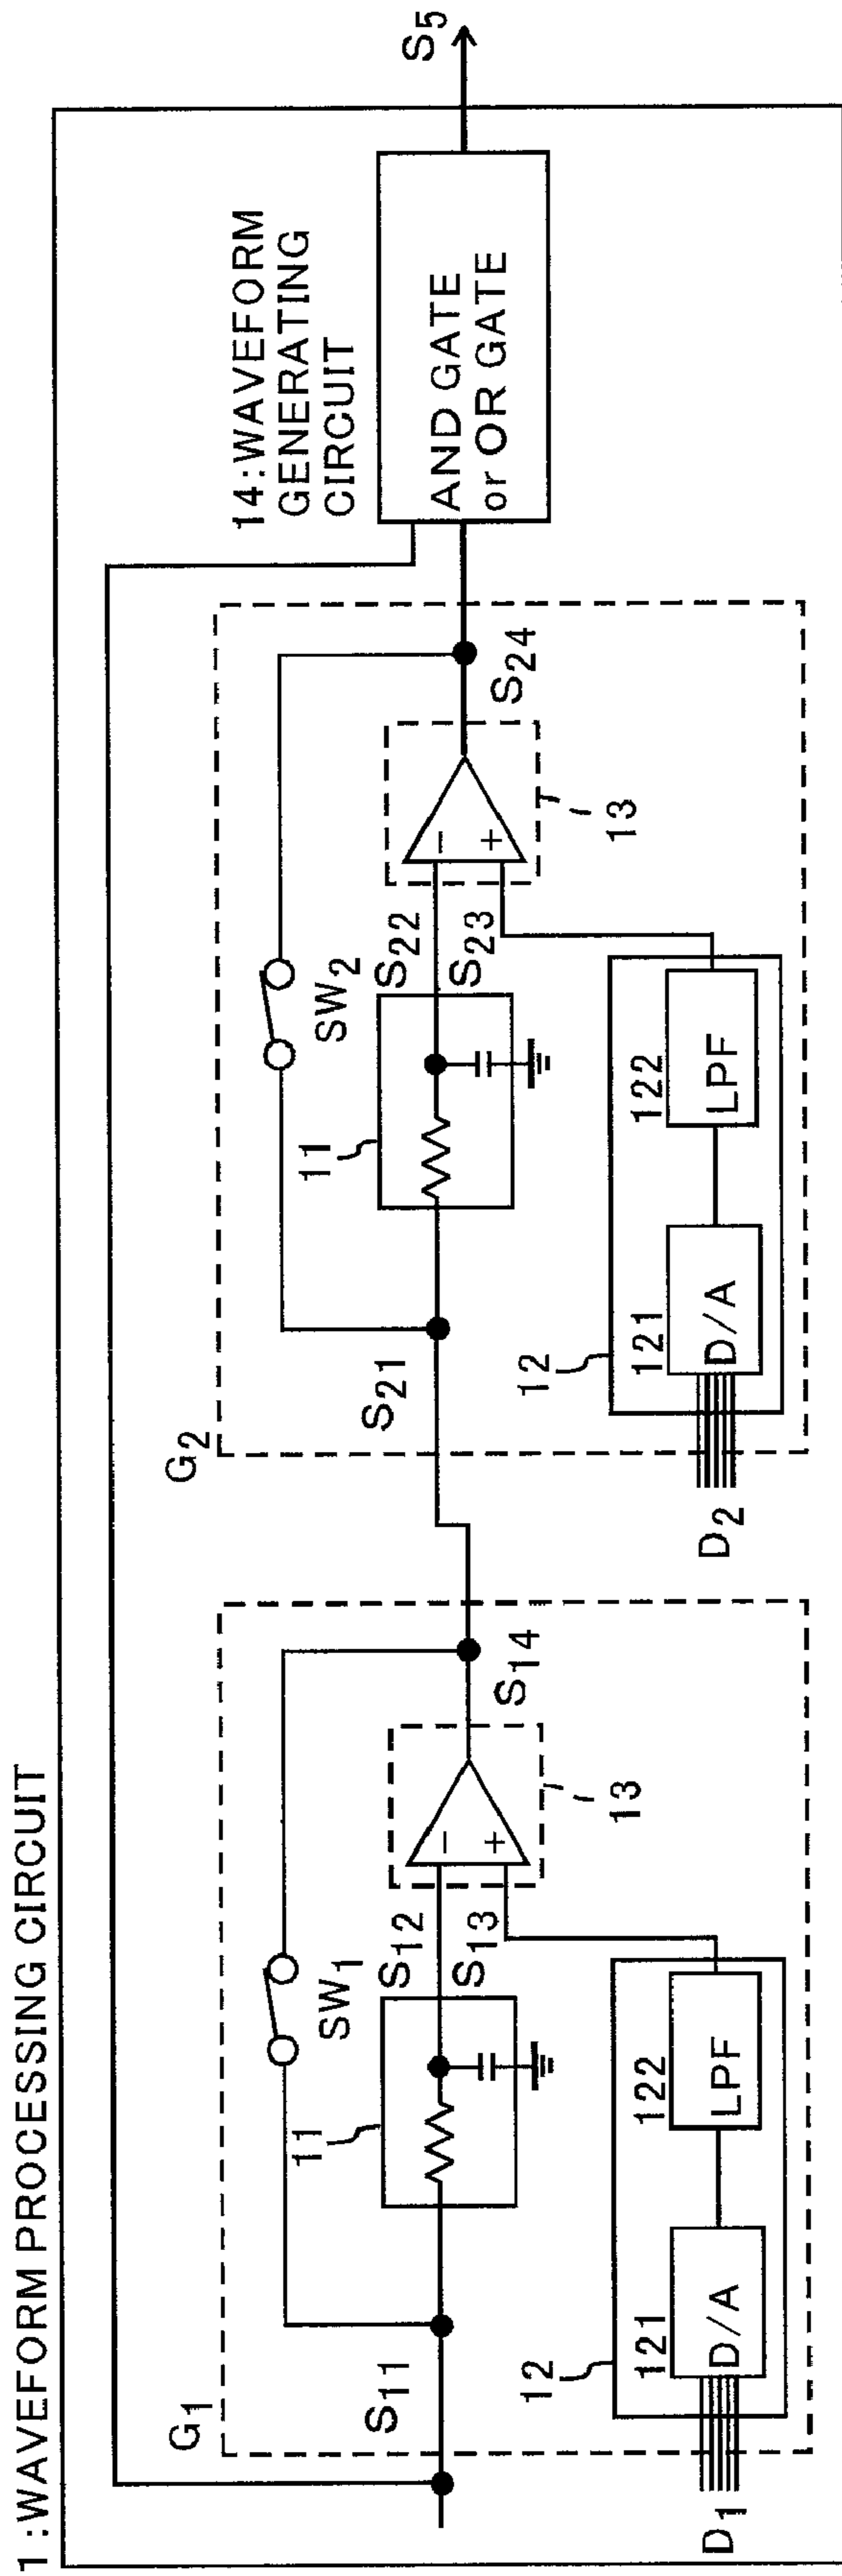 1:WAVEFORM PROCESSING CIRCUIT
G1
S11
SW1
11
S12
S13
13
S14
12
121
D/A
122
LPF
D1
G2
S21
SW2
11
S22
S23
13
S24
12
121
D/A
122
LPF
D2
14:WAVEFORM
GENERATING
CIRCUIT
AND GATE
or OR GATE
S5